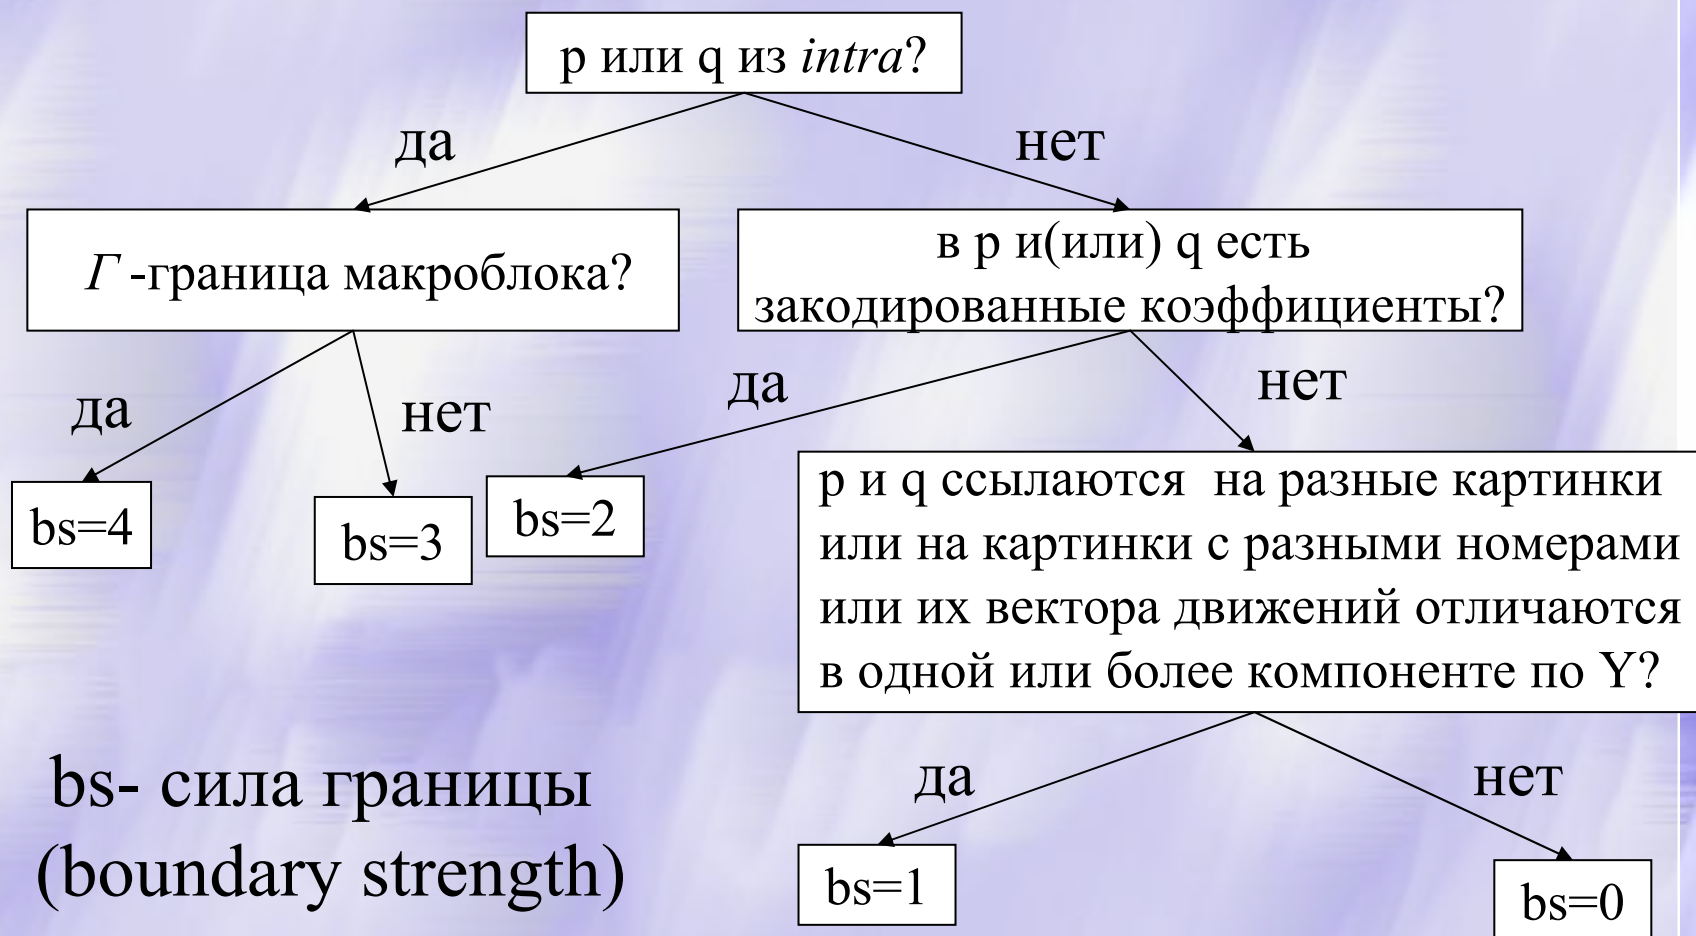 p или q из intra?
да
нет
Г -граница макроблока?
в p и(или) q есть
закодированные коэффициенты?
да
нет
да
нет
bs=4
bs=3
bs=2
p и q ссылаются на разные картинки
или на картинки с разными номерами
или их вектора движений отличаются
в одной или более компоненте по Y?
да
нет
bs- сила границы
(boundary strength)
bs=1
bs=0